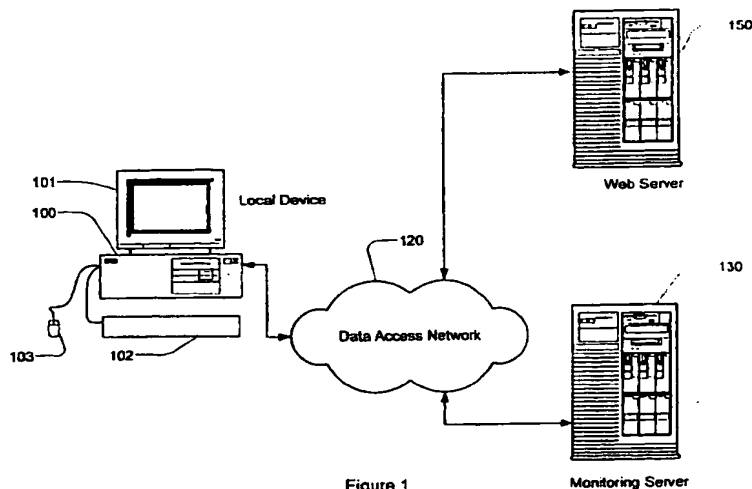 150
Web Server
101
Local Device
100
120
130
Data Access Network
103
102
Figure 1
Monitoring Server